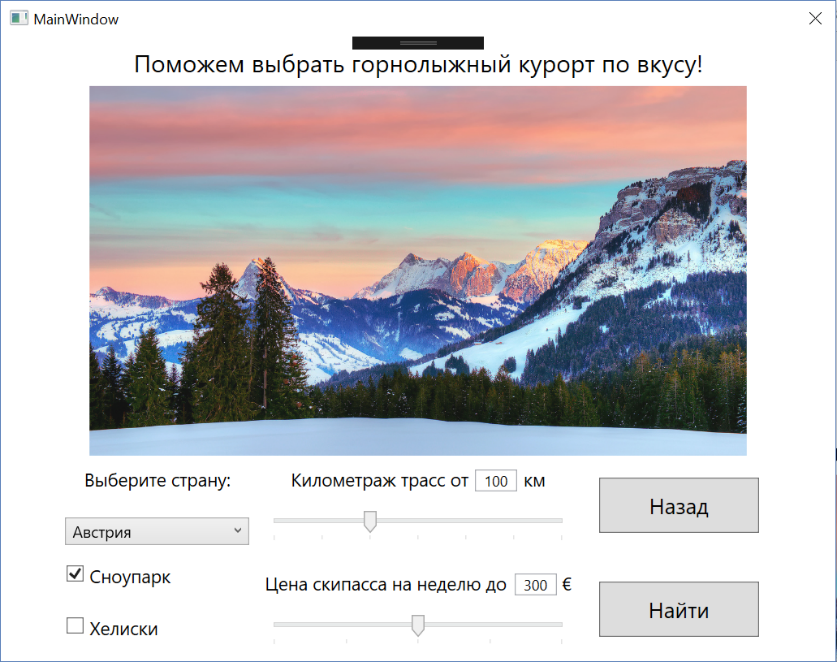 MainWindow
Поможем выбрать горнолыжный курорт по вкусу!
Выберите страну:
Километраж трасс от 100 км
Назад
Австрия
Сноупарк
Цена скипасса на неделю до 300 €
Найти
Хелиски